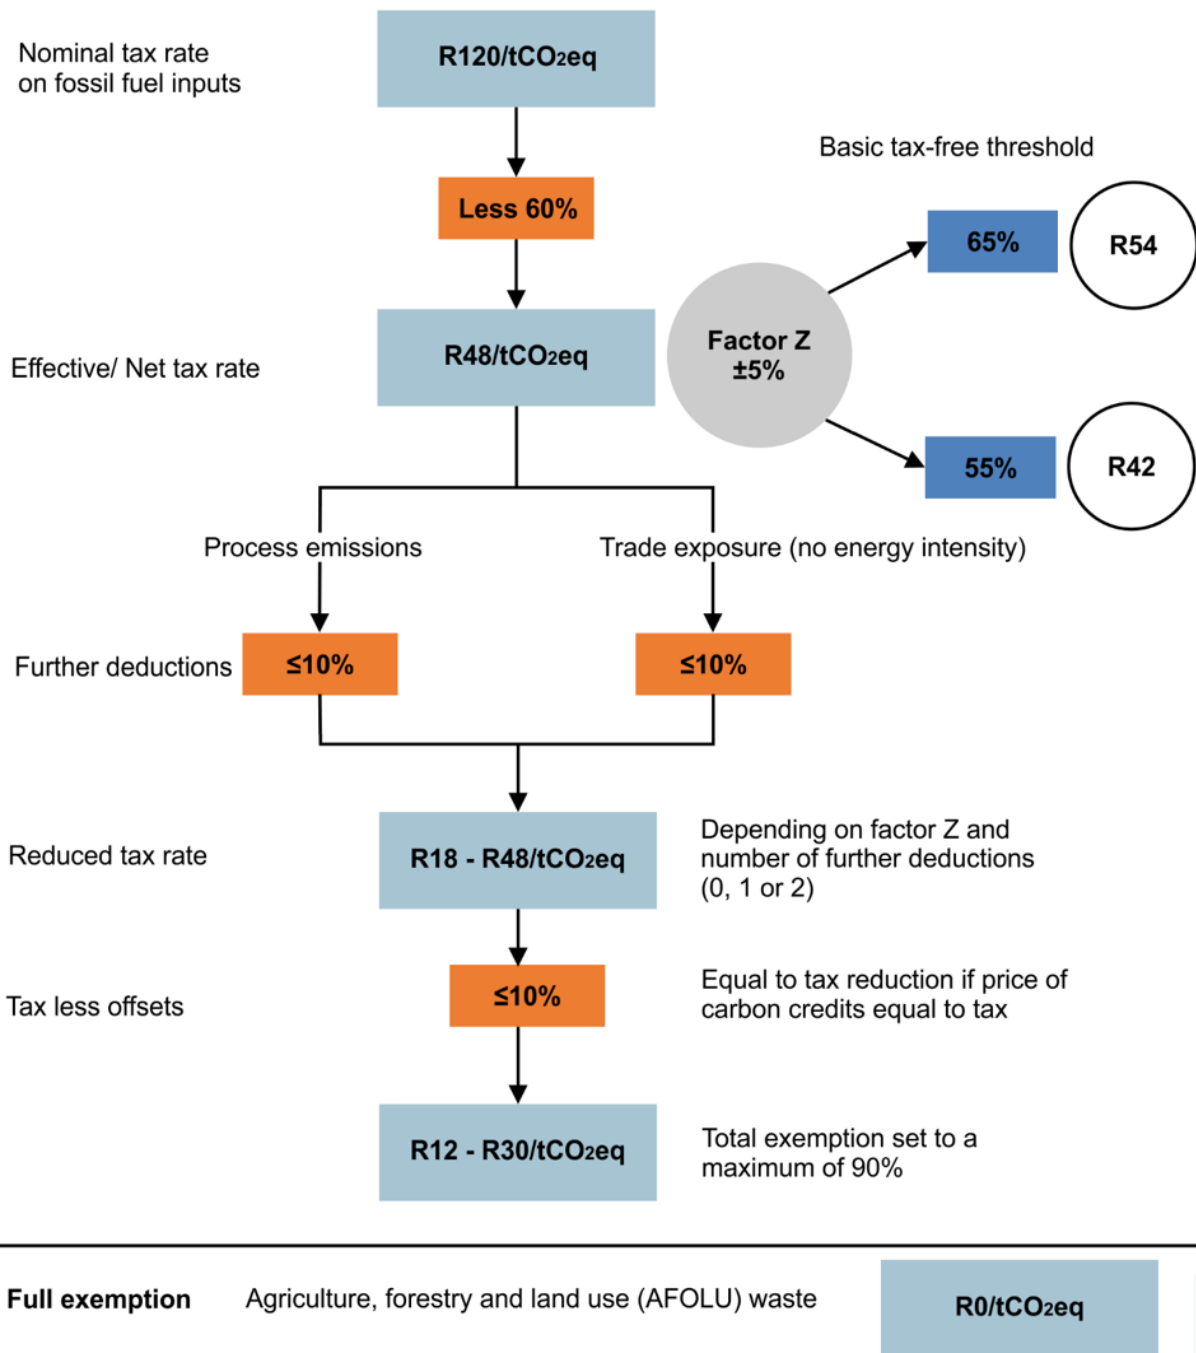 Nominal tax rate
on fossil fuel inputs
R120/tCO₂eq
Basic tax-free threshold
Less 60%
65%
R54
Effective/ Net tax rate
R48/tCO₂eq
Factor Z
±5%
55%
R42
Process emissions
Trade exposure (no energy intensity)
Further deductions
≤10%
≤10%
Reduced tax rate
R18 - R48/tCO₂eq
Depending on factor Z and
number of further deductions
(0, 1 or 2)
Tax less offsets
≤10%
Equal to tax reduction if price of
carbon credits equal to tax
R12 - R30/tCO₂eq
Total exemption set to a
maximum of 90%
Full exemption
Agriculture, forestry and land use (AFOLU) waste
R0/tCO₂eq